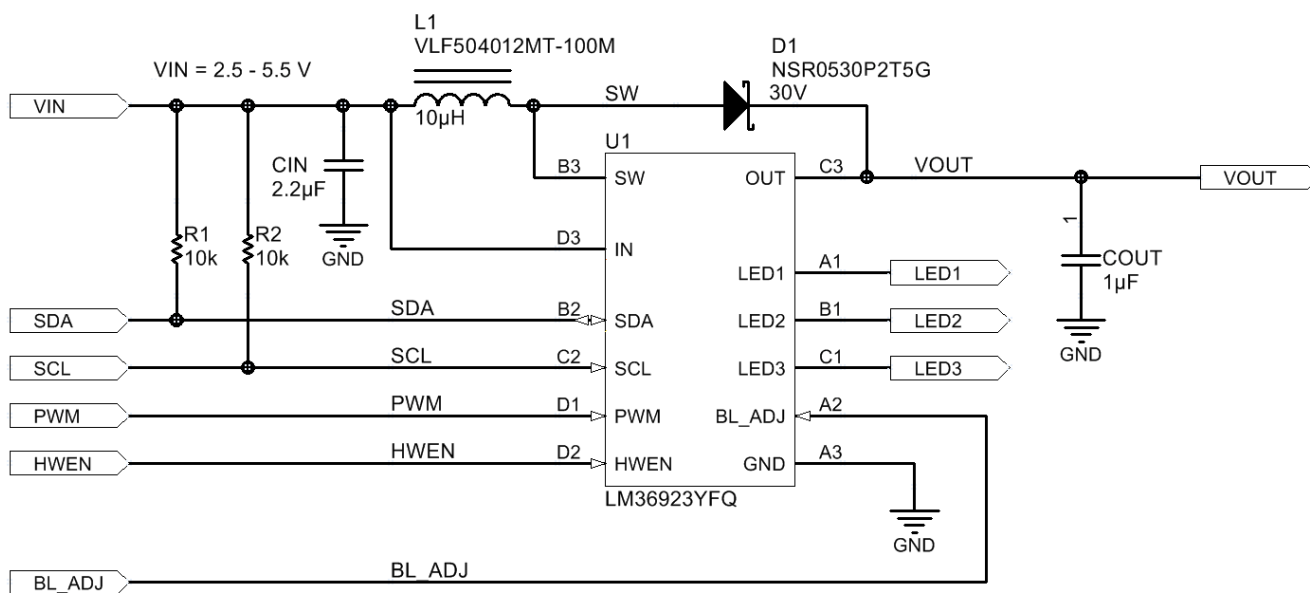 L1
VLF504012MT-100M
D1
NSR0530P2T5G
30V
VIN = 2.5 - 5.5 V
VIN
10µH
SW
U1
CIN
2.2µF
GND
B3
SW
OUT
C3
VOUT
VOUT
R1
10k
R2
10k
D3
IN
1
COUT
1µF
GND
LED1
A1
LED1
SDA
SDA
B2
SDA
LED2
B1
LED2
SCL
SCL
C2
SCL
LED3
C1
LED3
PWM
PWM
D1
PWM
BL_ADJ
A2
HWEN
HWEN
D2
HWEN
GND
A3
LM36923YFQ
GND
BL_ADJ
BL_ADJ